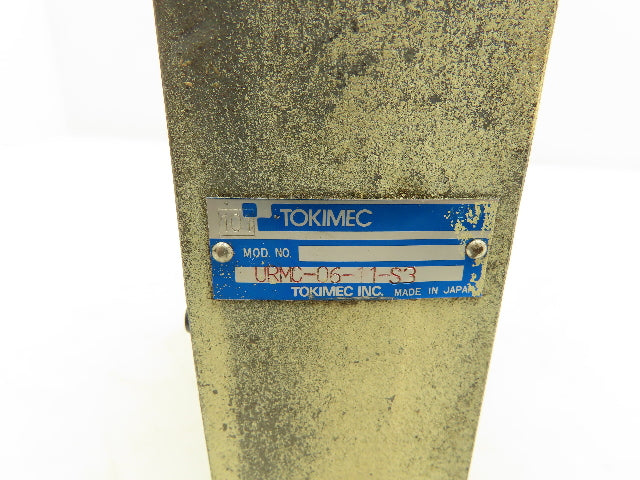 TOKIMEC
MOD. NO.
URMC-06-11-S3
TOKIMEC INC. MADE IN JAPAN